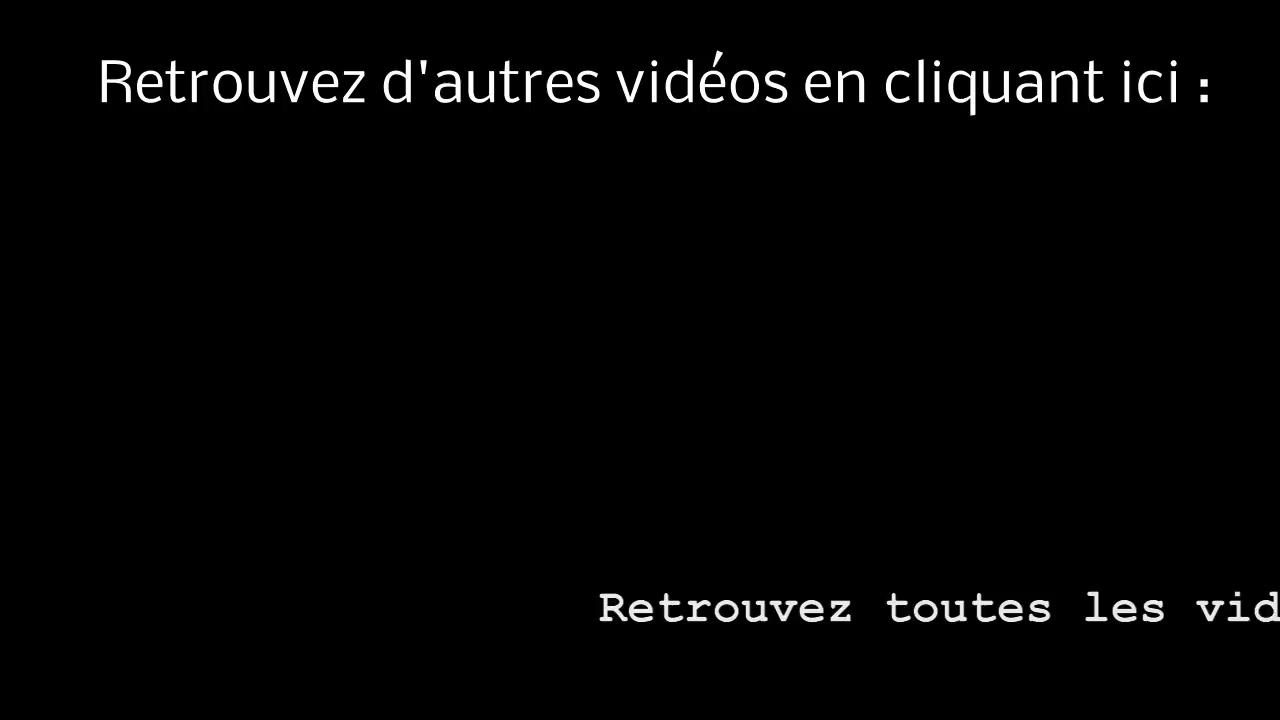 Retrouvez d'autres vidéos en cliquant ici :
Retrouvez toutes les vid